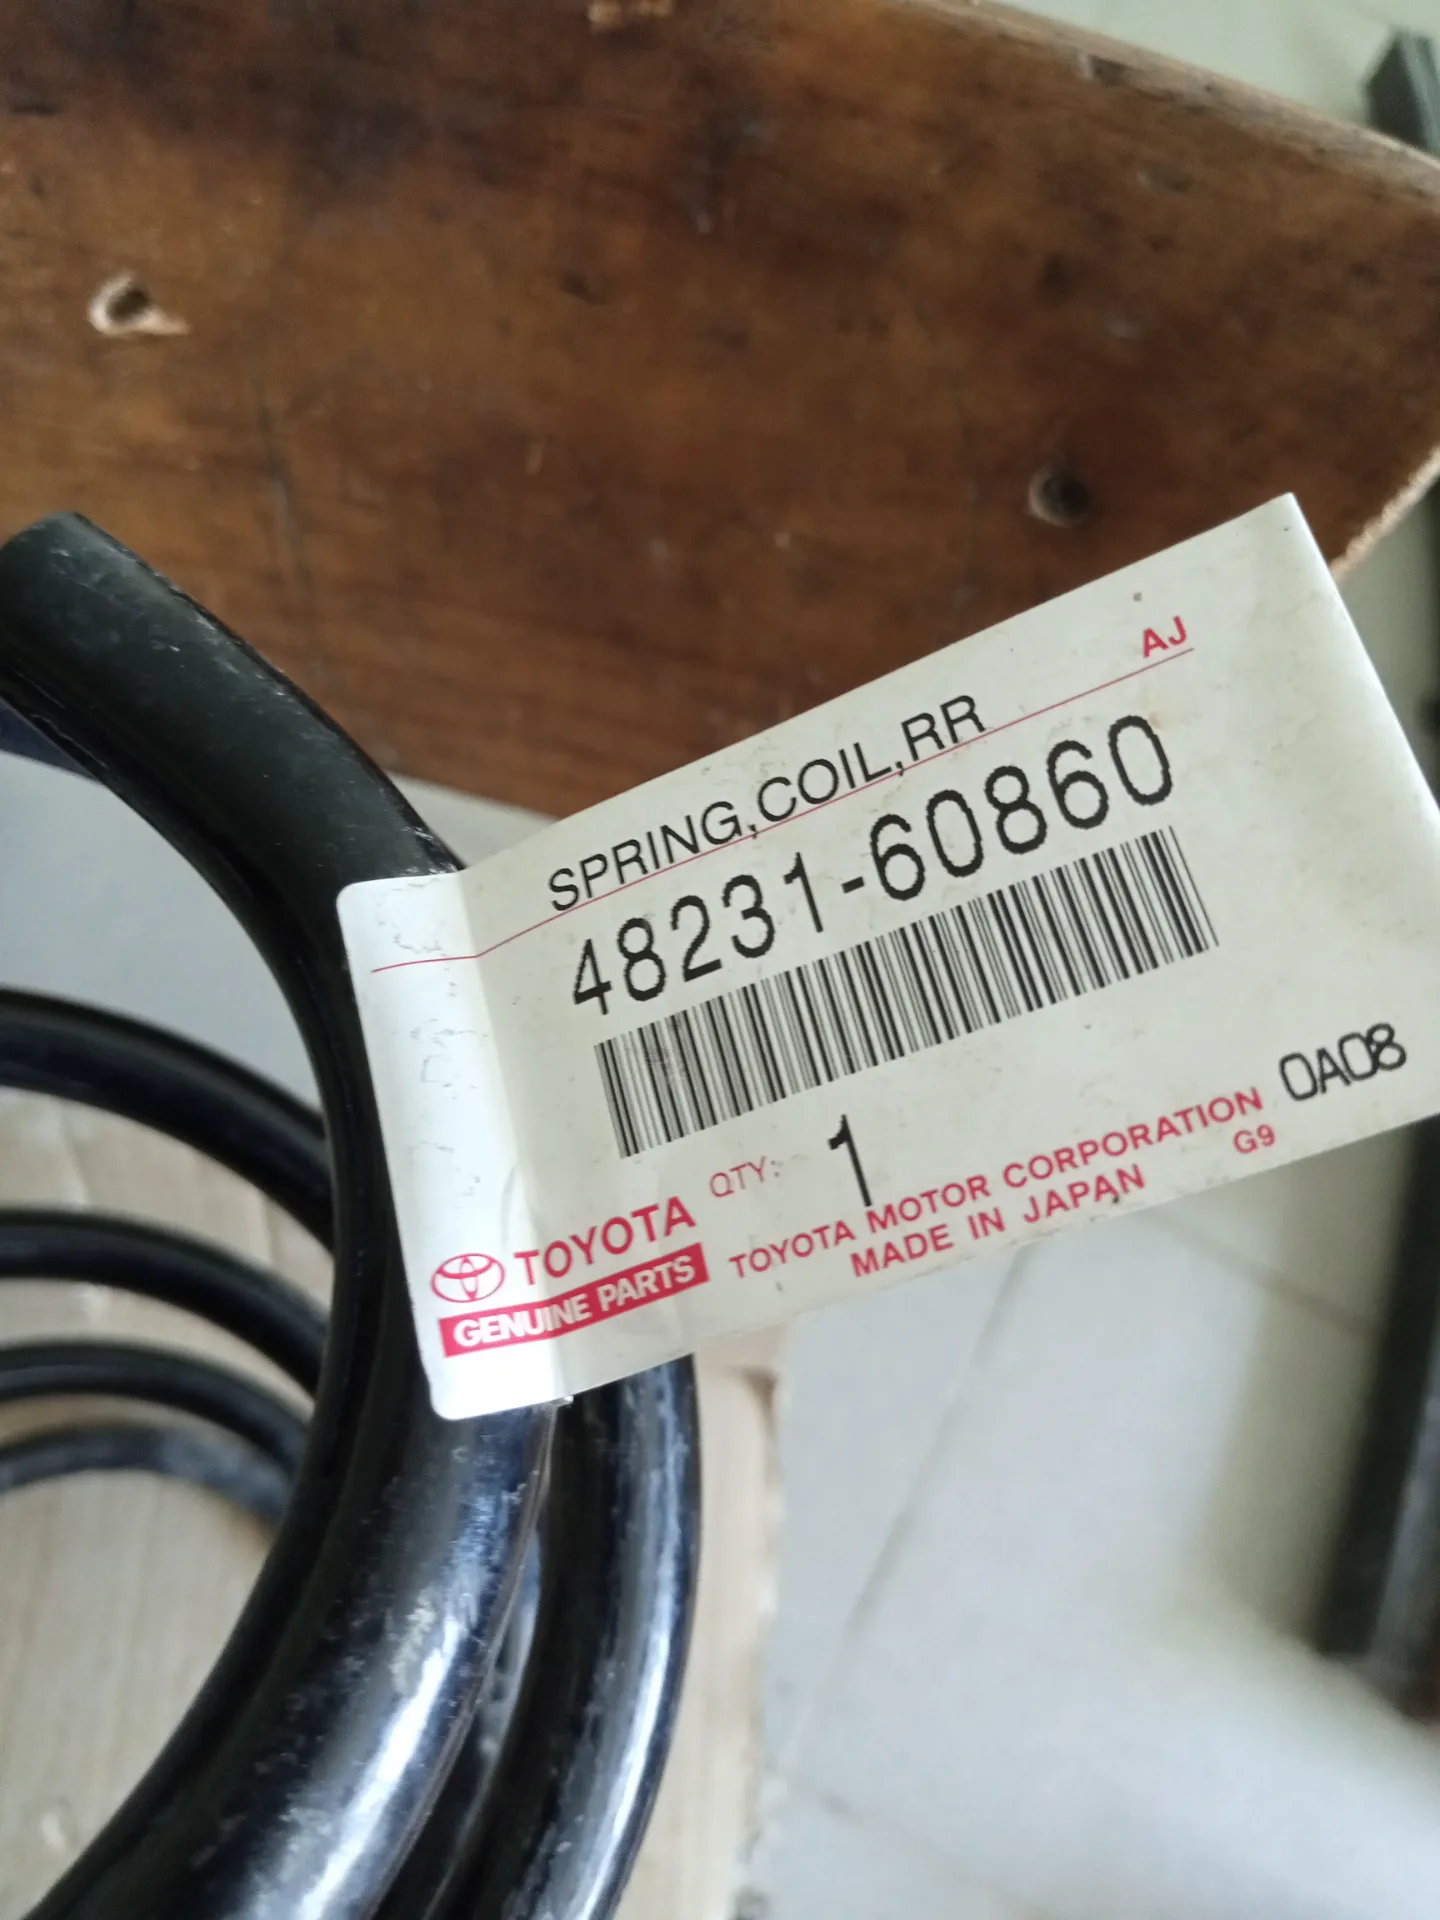 AJ
SPRING,COIL,RR
48231-60860
QTY: 1
0A08
TOYOTA
GENUINE PARTS
TOYOTA MOTOR CORPORATION
MADE IN JAPAN
G9